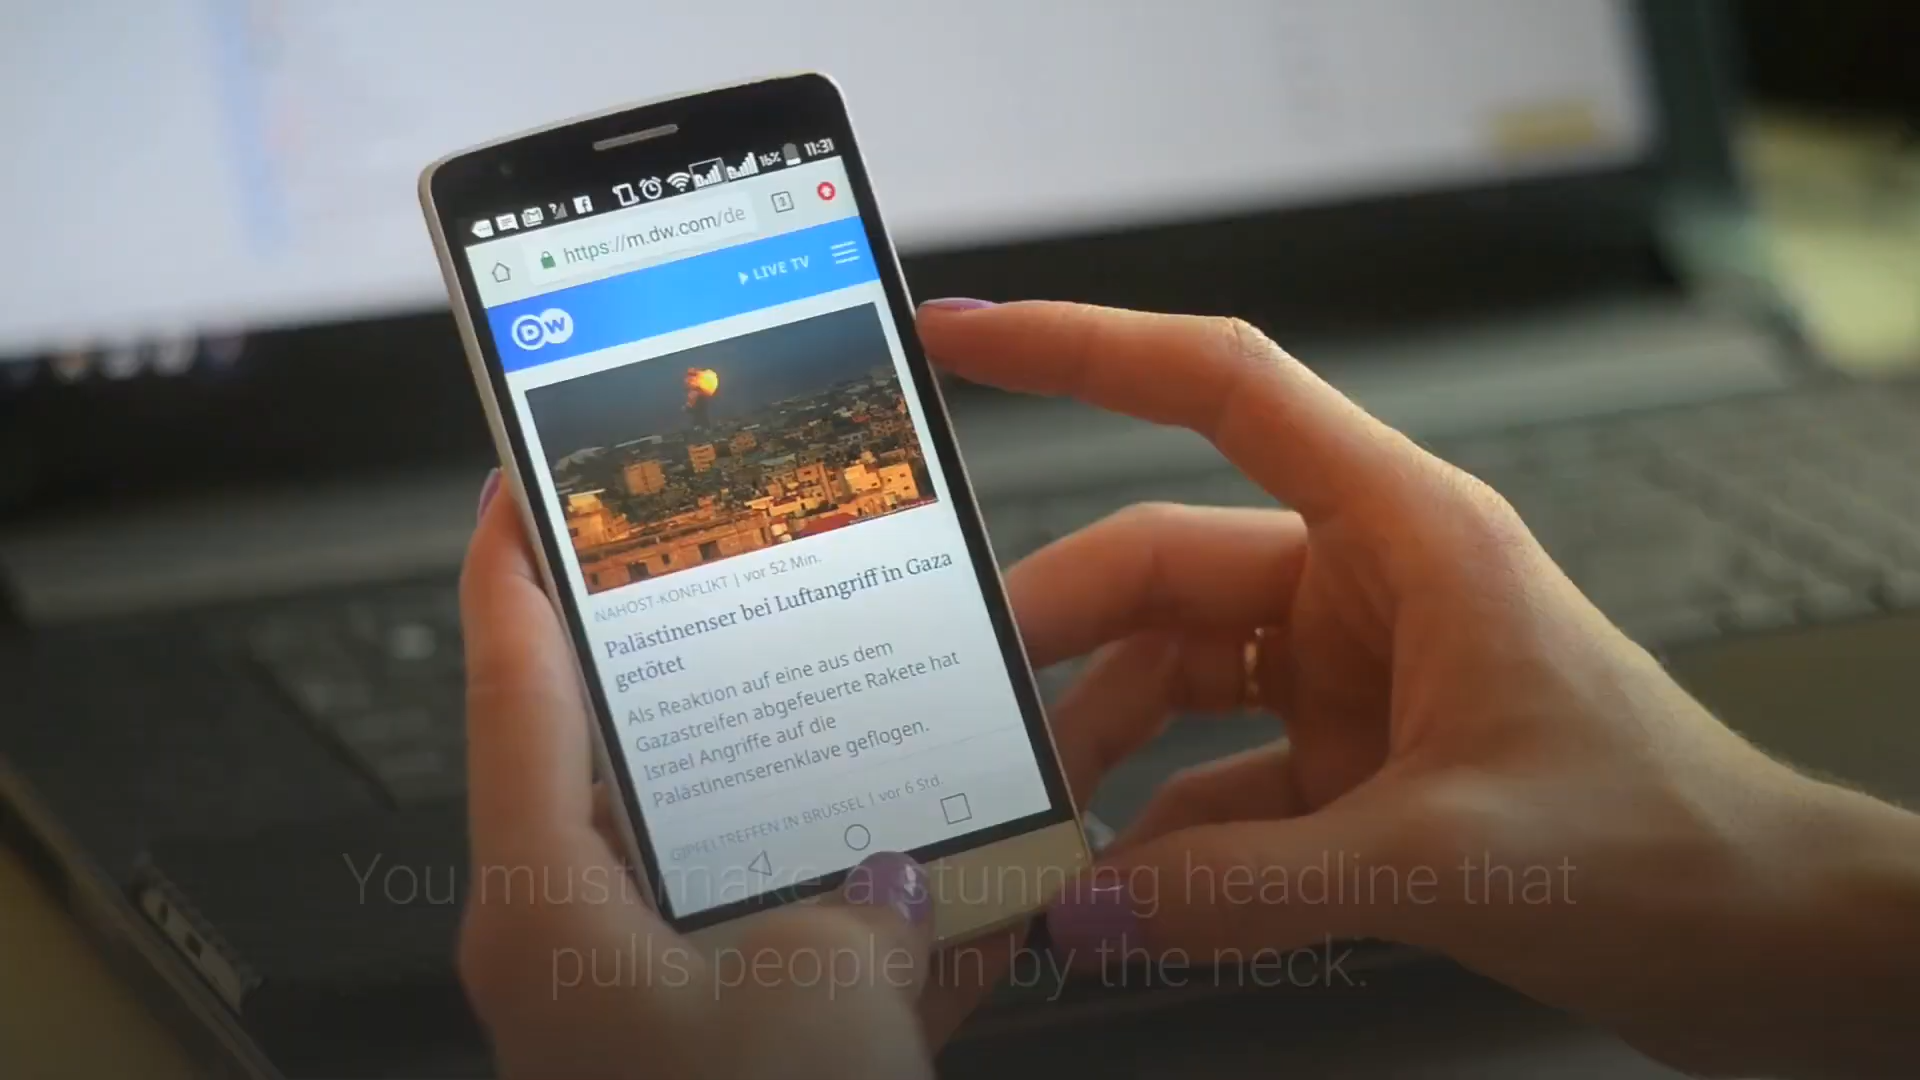 16% 11:31
https://m.dw.com/de
3
LIVE TV
DW
NAHOST-KONFLIKT | vor 52 Min.
Palästinenser bei Luftangriff in Gaza
getötet
Als Reaktion auf eine aus dem
Gazastreifen abgefeuerte Rakete hat
Israel Angriffe auf die
Palästinenserenklave geflogen.
GIPFELTREFFEN IN BRÜSSEL | vor 6 Std.
You must make a stunning headline that
pulls people in by the neck.